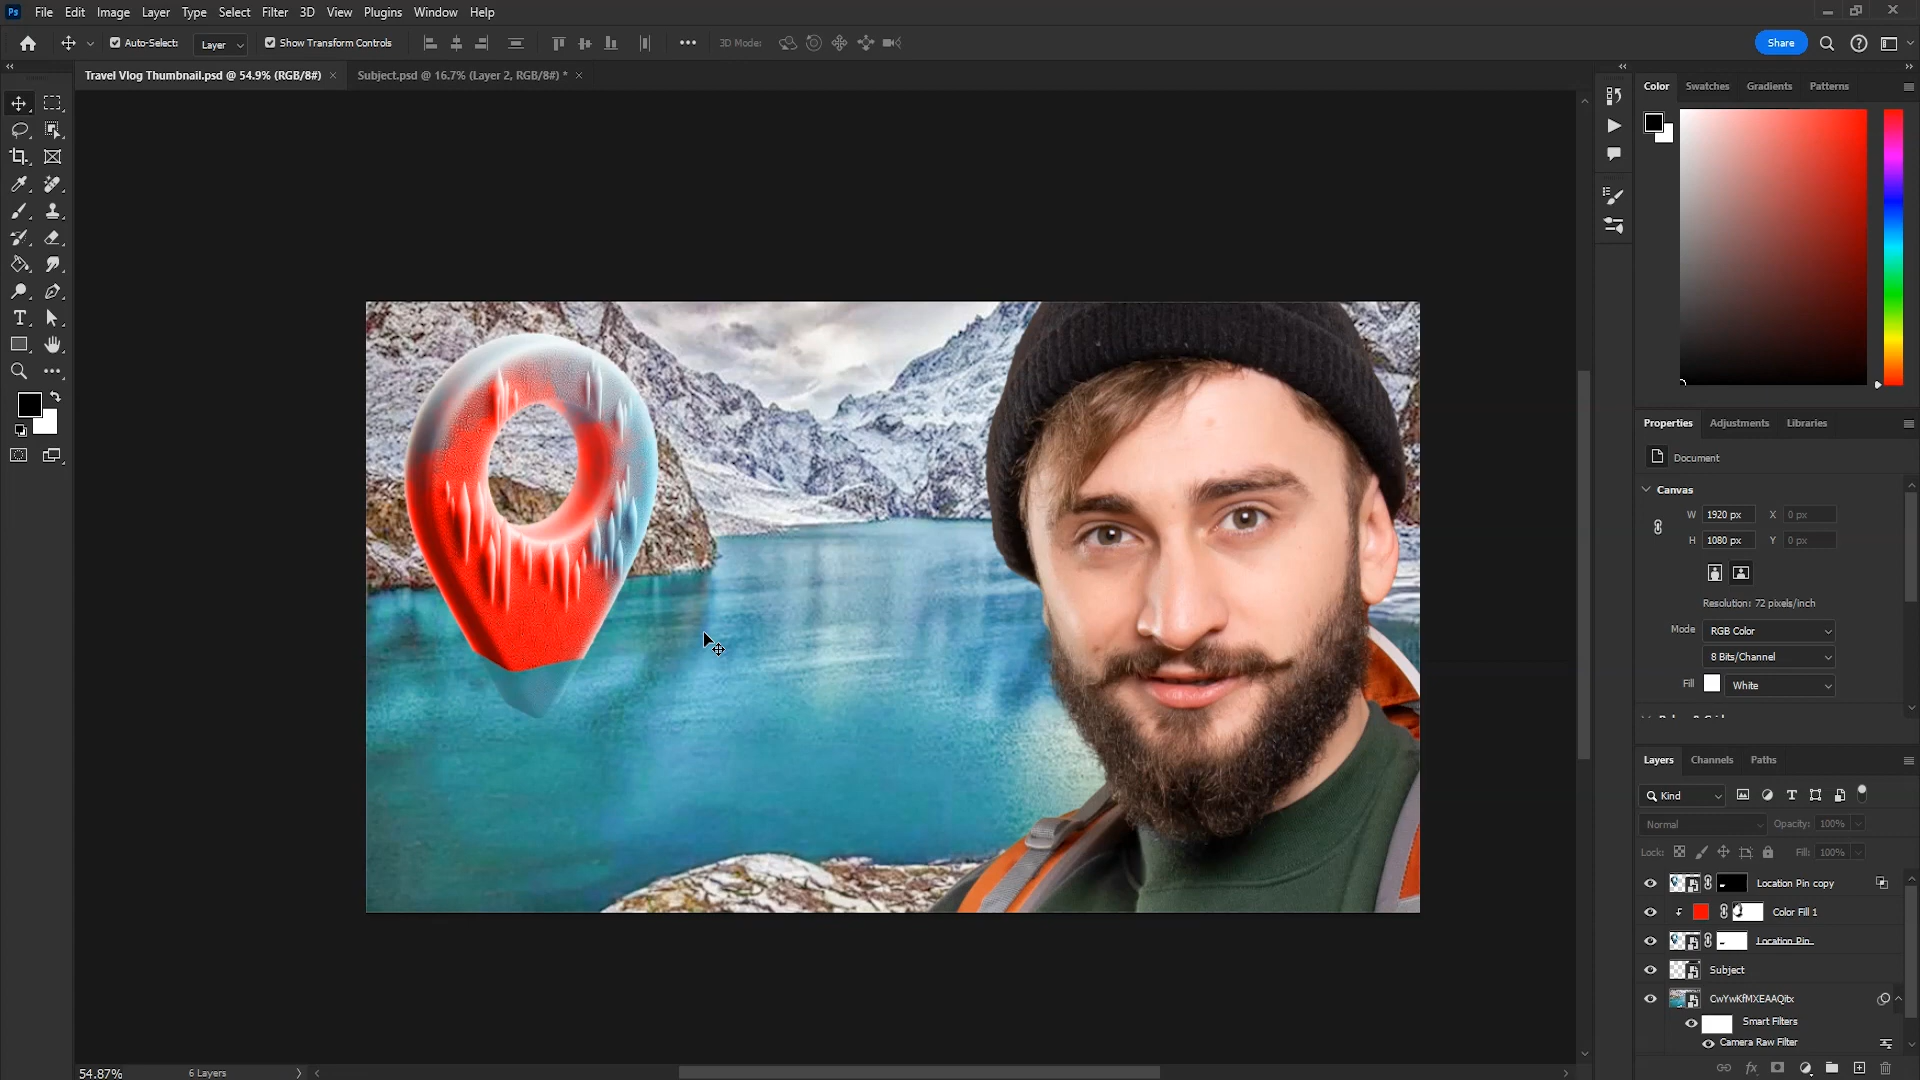 Ps File Edit Image Layer Type Select Filter 3D View Plugins Window Help
Auto-Select: Layer Show Transform Controls 3D Mode: Share
Travel Vlog Thumbnail.psd @ 54.9% (RGB/8#) × Subject.psd @ 16.7% (Layer 2, RGB/8#) * ×
Color Swatches Gradients Patterns
Properties Adjustments Libraries
Document
Canvas
W 1920 px X 0 px
H 1080 px Y 0 px
Resolution: 72 pixels/inch
Mode RGB Color
8 Bits/Channel
Fill White
Layers Channels Paths
Kind
Normal Opacity: 100%
Lock: Fill: 100%
Location Pin copy
Color Fill 1
Location Pin
Subject
CwYwKfMXEAAQitx
Smart Filters
Camera Raw Filter
54.87% 6 Layers